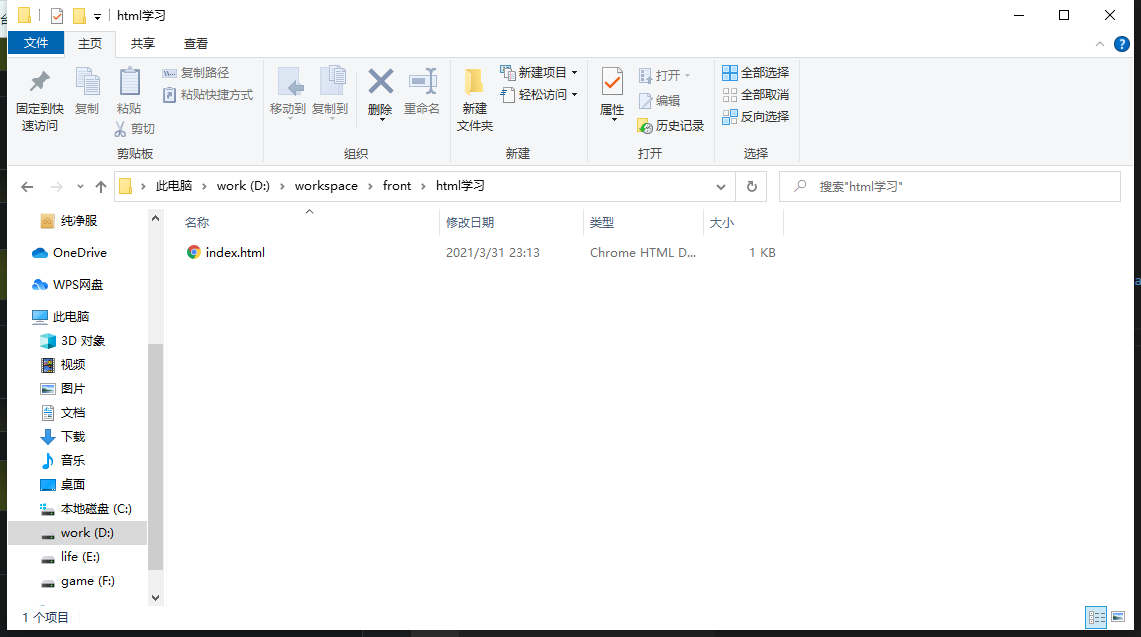 html学习
文件 主页 共享 查看
固定到快速访问
复制
粘贴
复制路径
粘贴快捷方式
剪切
剪贴板
移动到
复制到
删除
重命名
组织
新建文件夹
新建项目
轻松访问
新建
属性
打开
编辑
历史记录
打开
全部选择
全部取消
反向选择
选择
此电脑 work (D:) workspace front html学习
搜索"html学习"
名称 修改日期 类型 大小
index.html 2021/3/31 23:13 Chrome HTML D... 1 KB
纯净服
OneDrive
WPS网盘
此电脑
3D 对象
视频
图片
文档
下载
音乐
桌面
本地磁盘 (C:)
work (D:)
life (E:)
game (F:)
1 个项目